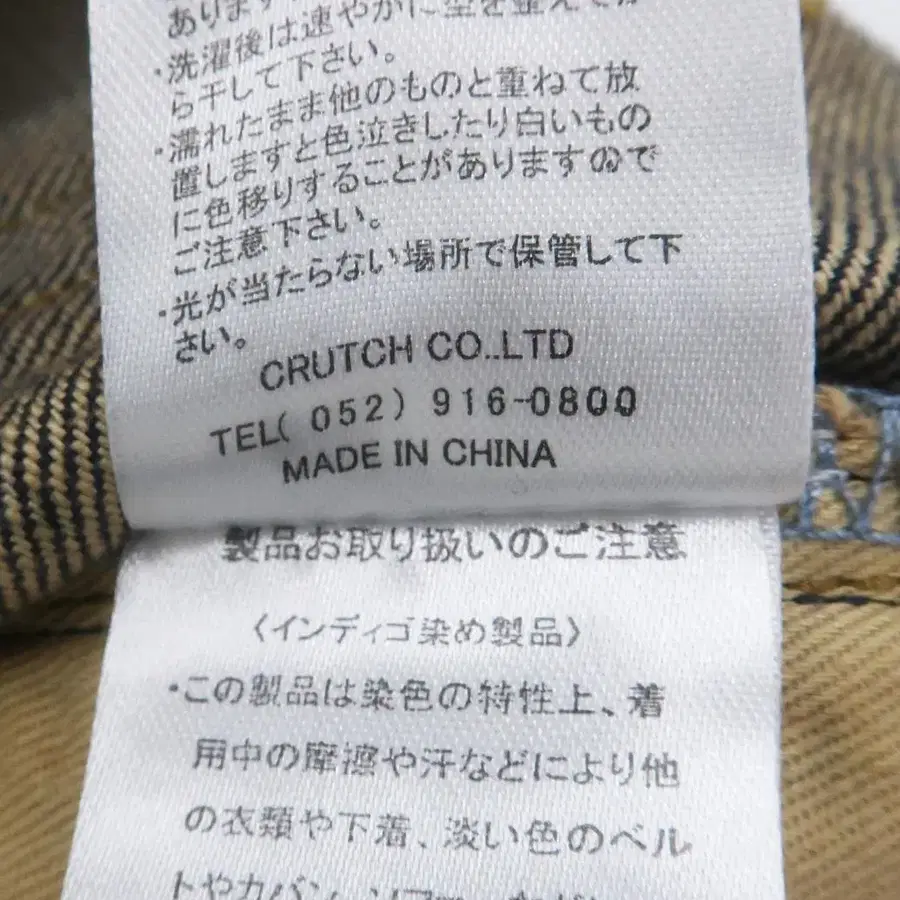 あります
・洗濯後は速やかに型を整えてか
ら干して下さい。
・濡れたまま他のものと重ねて放
置しますと色泣きしたり白いもの
に色移りすることがありますので
ご注意下さい。
・光が当たらない場所で保管して下
さい。
CRUTCH CO..LTD
TEL( 052) 916-0800
MADE IN CHINA
製品お取り扱いのご注意
〈インディゴ染め製品〉
・この製品は染色の特性上、着
用中の摩擦や汗などにより他
の衣類や下着、淡い色のベル
トやカバン